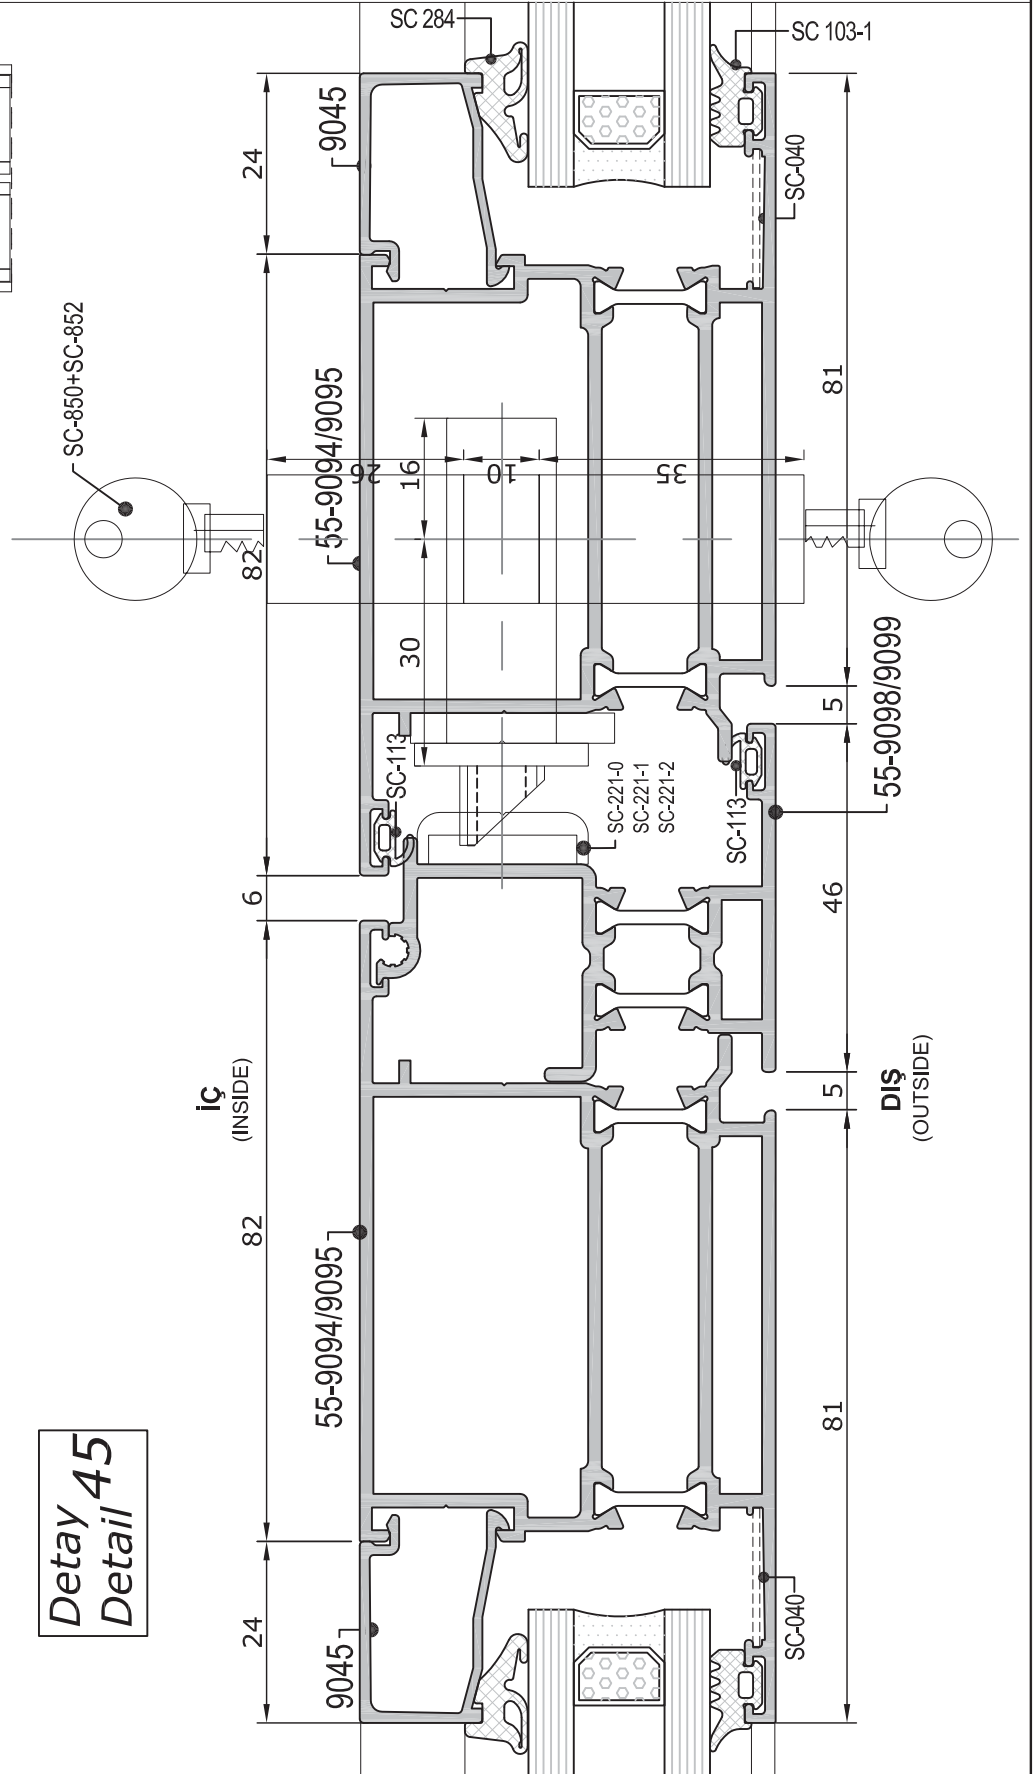 Detay
Detail 45
İÇ
(INSIDE)
DIŞ
(OUTSIDE)
SC-850+SC-852
SC 284
SC 103-1
9045
SC-040
55-9094/9095
55-9098/9099
SC-113
SC-113
SC-221-0
SC-221-1
SC-221-2
55-9094/9095
9045
SC-040
24
82
6
82
24
26
10
35
16
30
81
5
46
5
81